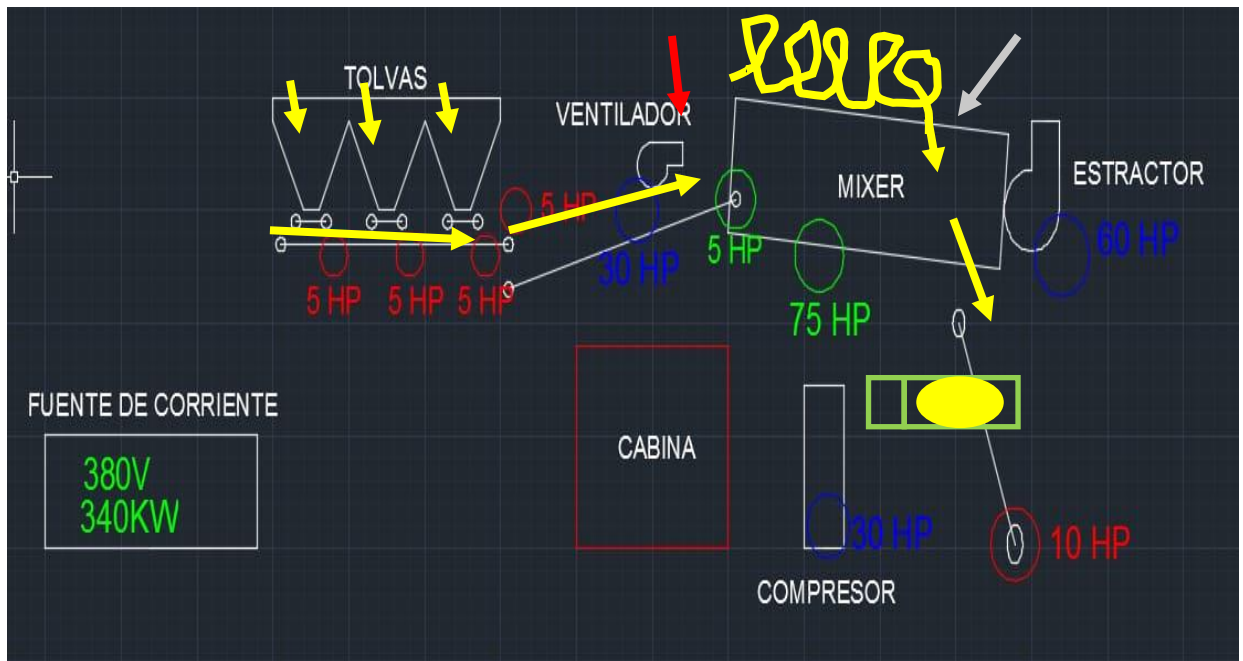 TOLVAS
VENTILADOR
MIXER
ESTRACTOR
5 HP
5 HP
60 HP
30 HP
5 HP 5 HP 5 HP
75 HP
FUENTE DE CORRIENTE
380V
340KW
CABINA
30 HP
10 HP
COMPRESOR